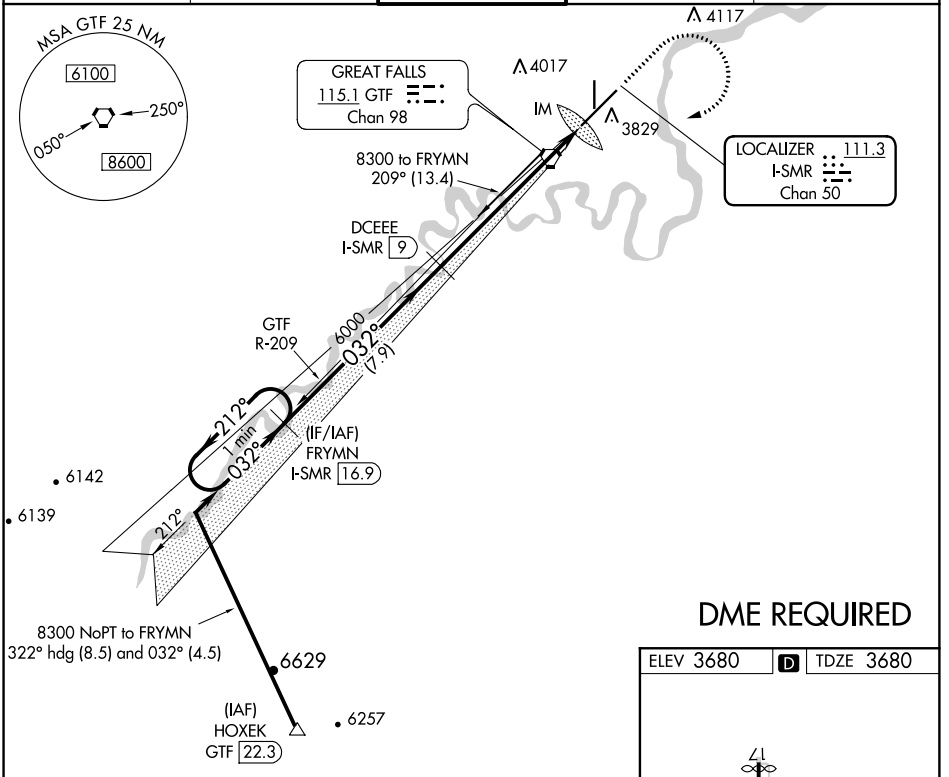 MSA GTF 25 NM
6100
250°
050°
8600
GREAT FALLS
115.1 GTF
Chan 98
4017
4117
IM
3829
LOCALIZER 111.3
I-SMR
Chan 50
8300 to FRYMN
209° (13.4)
DCEEE
I-SMR 9
GTF
R-209
6000
032°
(7.9)
212°
1 min
032°
(IF/IAF)
FRYMN
I-SMR 16.9
6142
6139
212°
8300 NoPT to FRYMN
322° hdg (8.5) and 032° (4.5)
6629
(IAF)
HOXEK
GTF 22.3
6257
DME REQUIRED
ELEV 3680 D TDZE 3680
17